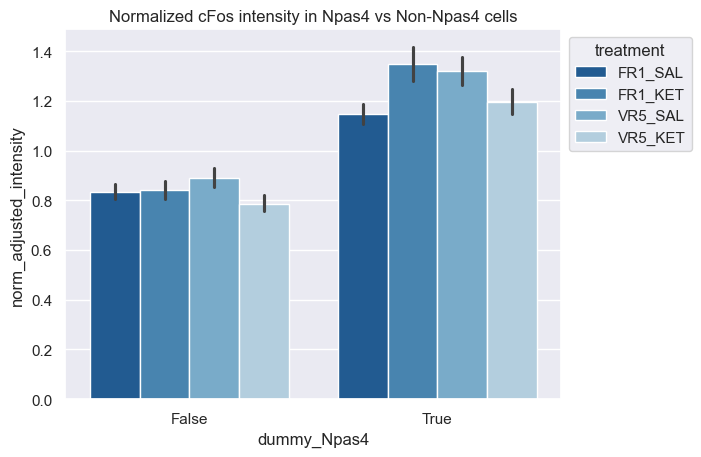 Normalized cFos intensity in Npas4 vs Non-Npas4 cells
norm_adjusted_intensity
1.4
1.2
1.0
0.8
0.6
0.4
0.2
0.0
False
True
dummy_Npas4
treatment
FR1_SAL
FR1_KET
VR5_SAL
VR5_KET